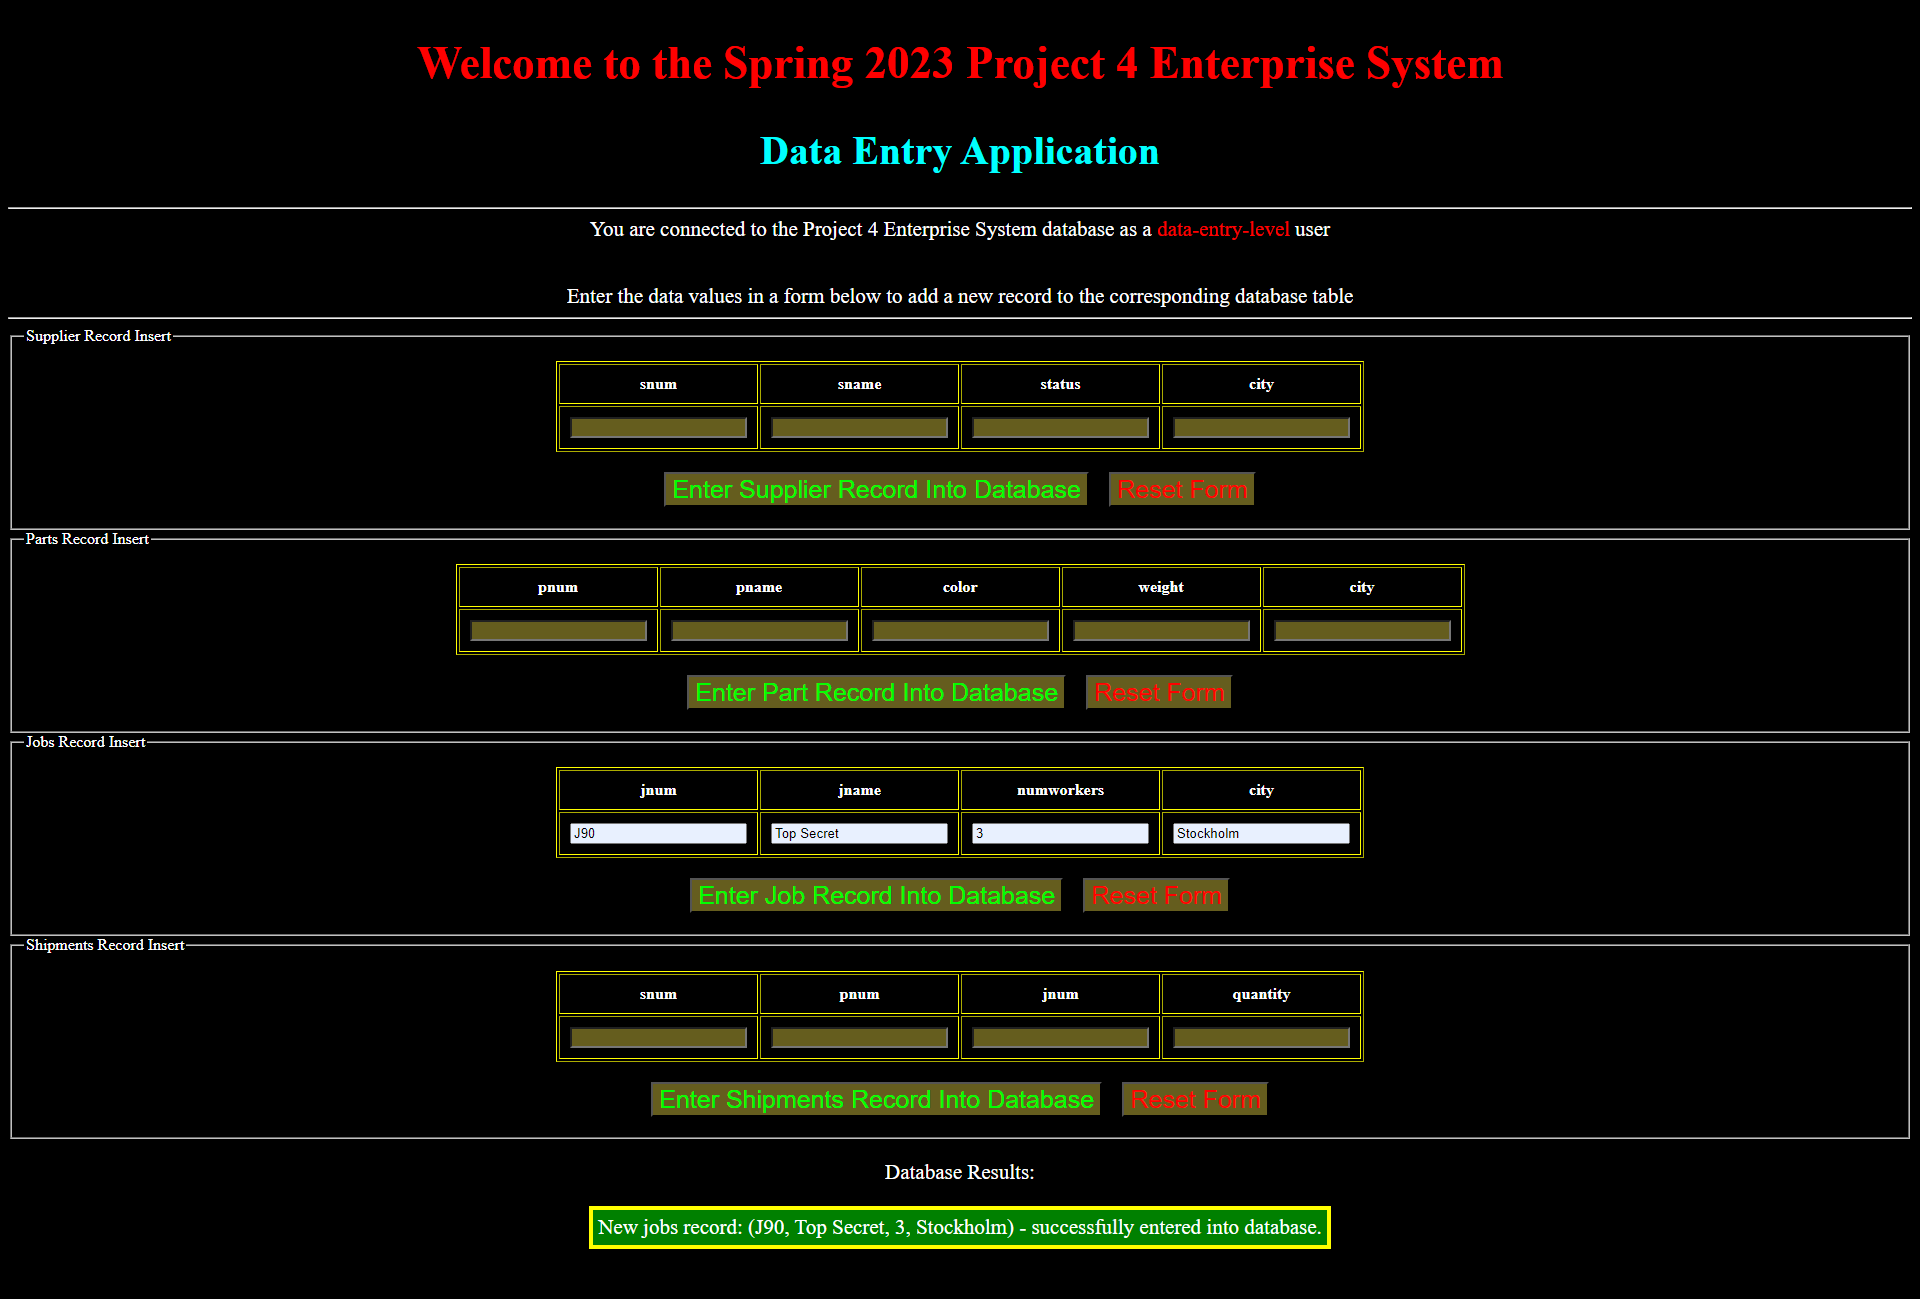 Welcome to the Spring 2023 Project 4 Enterprise System
Data Entry Application
You are connected to the Project 4 Enterprise System database as a data-entry-level user
Enter the data values in a form below to add a new record to the corresponding database table
Supplier Record Insert
snum sname status city
Enter Supplier Record Into Database Reset Form
Parts Record Insert
pnum pname color weight city
Enter Part Record Into Database Reset Form
Jobs Record Insert
jnum jname numworkers city
J90 Top Secret 3 Stockholm
Enter Job Record Into Database Reset Form
Shipments Record Insert
snum pnum jnum quantity
Enter Shipments Record Into Database Reset Form
Database Results:
New jobs record: (J90, Top Secret, 3, Stockholm) - successfully entered into database.